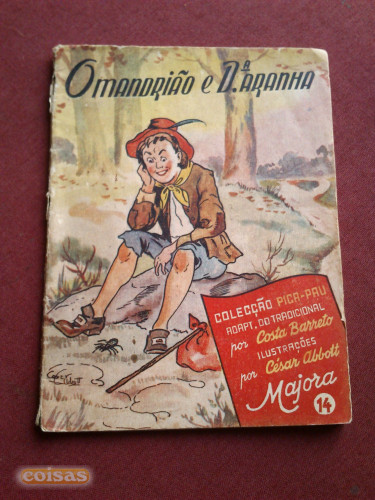 O mandrião e D.ª Aranha
COLECÇÃO PICA-PAU
ADAPT. DO TRADICIONAL
por Costa Barreto
ILUSTRAÇÕES
por César Abbott
Majora
14
coisas